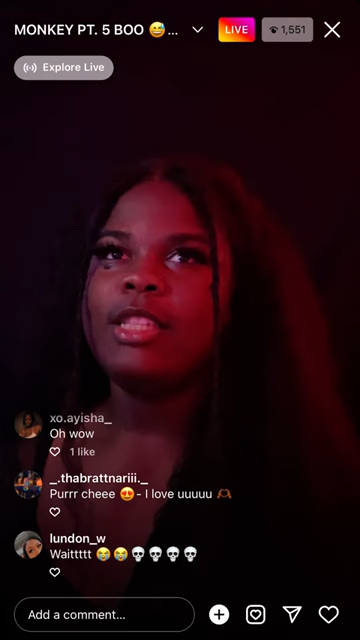 MONKEY PT. 5 BOO 😅...
LIVE
1,551
Explore Live
xo.ayisha_
Oh wow
1 like
_.thabrattnariii._
Purrr cheee 😍- I love uuuuu 🫶🏾
lundon_w
Waittttt 😭😭💀💀💀💀
Add a comment...